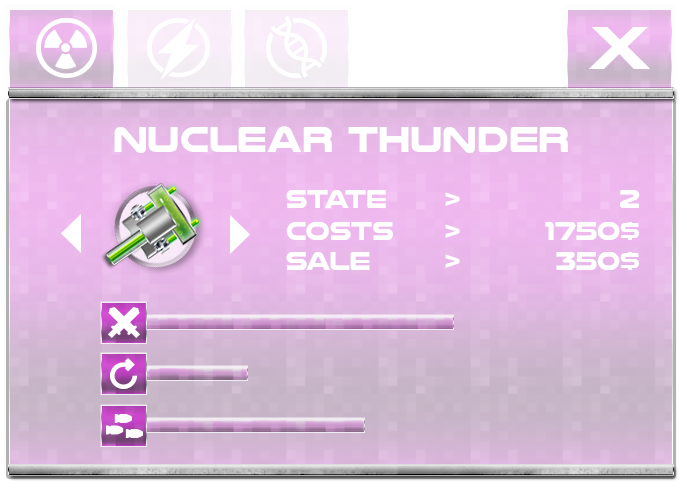 X
NUCLEAR THUNDER
STATE > 2
COSTS > 1750$
SALE > 350$